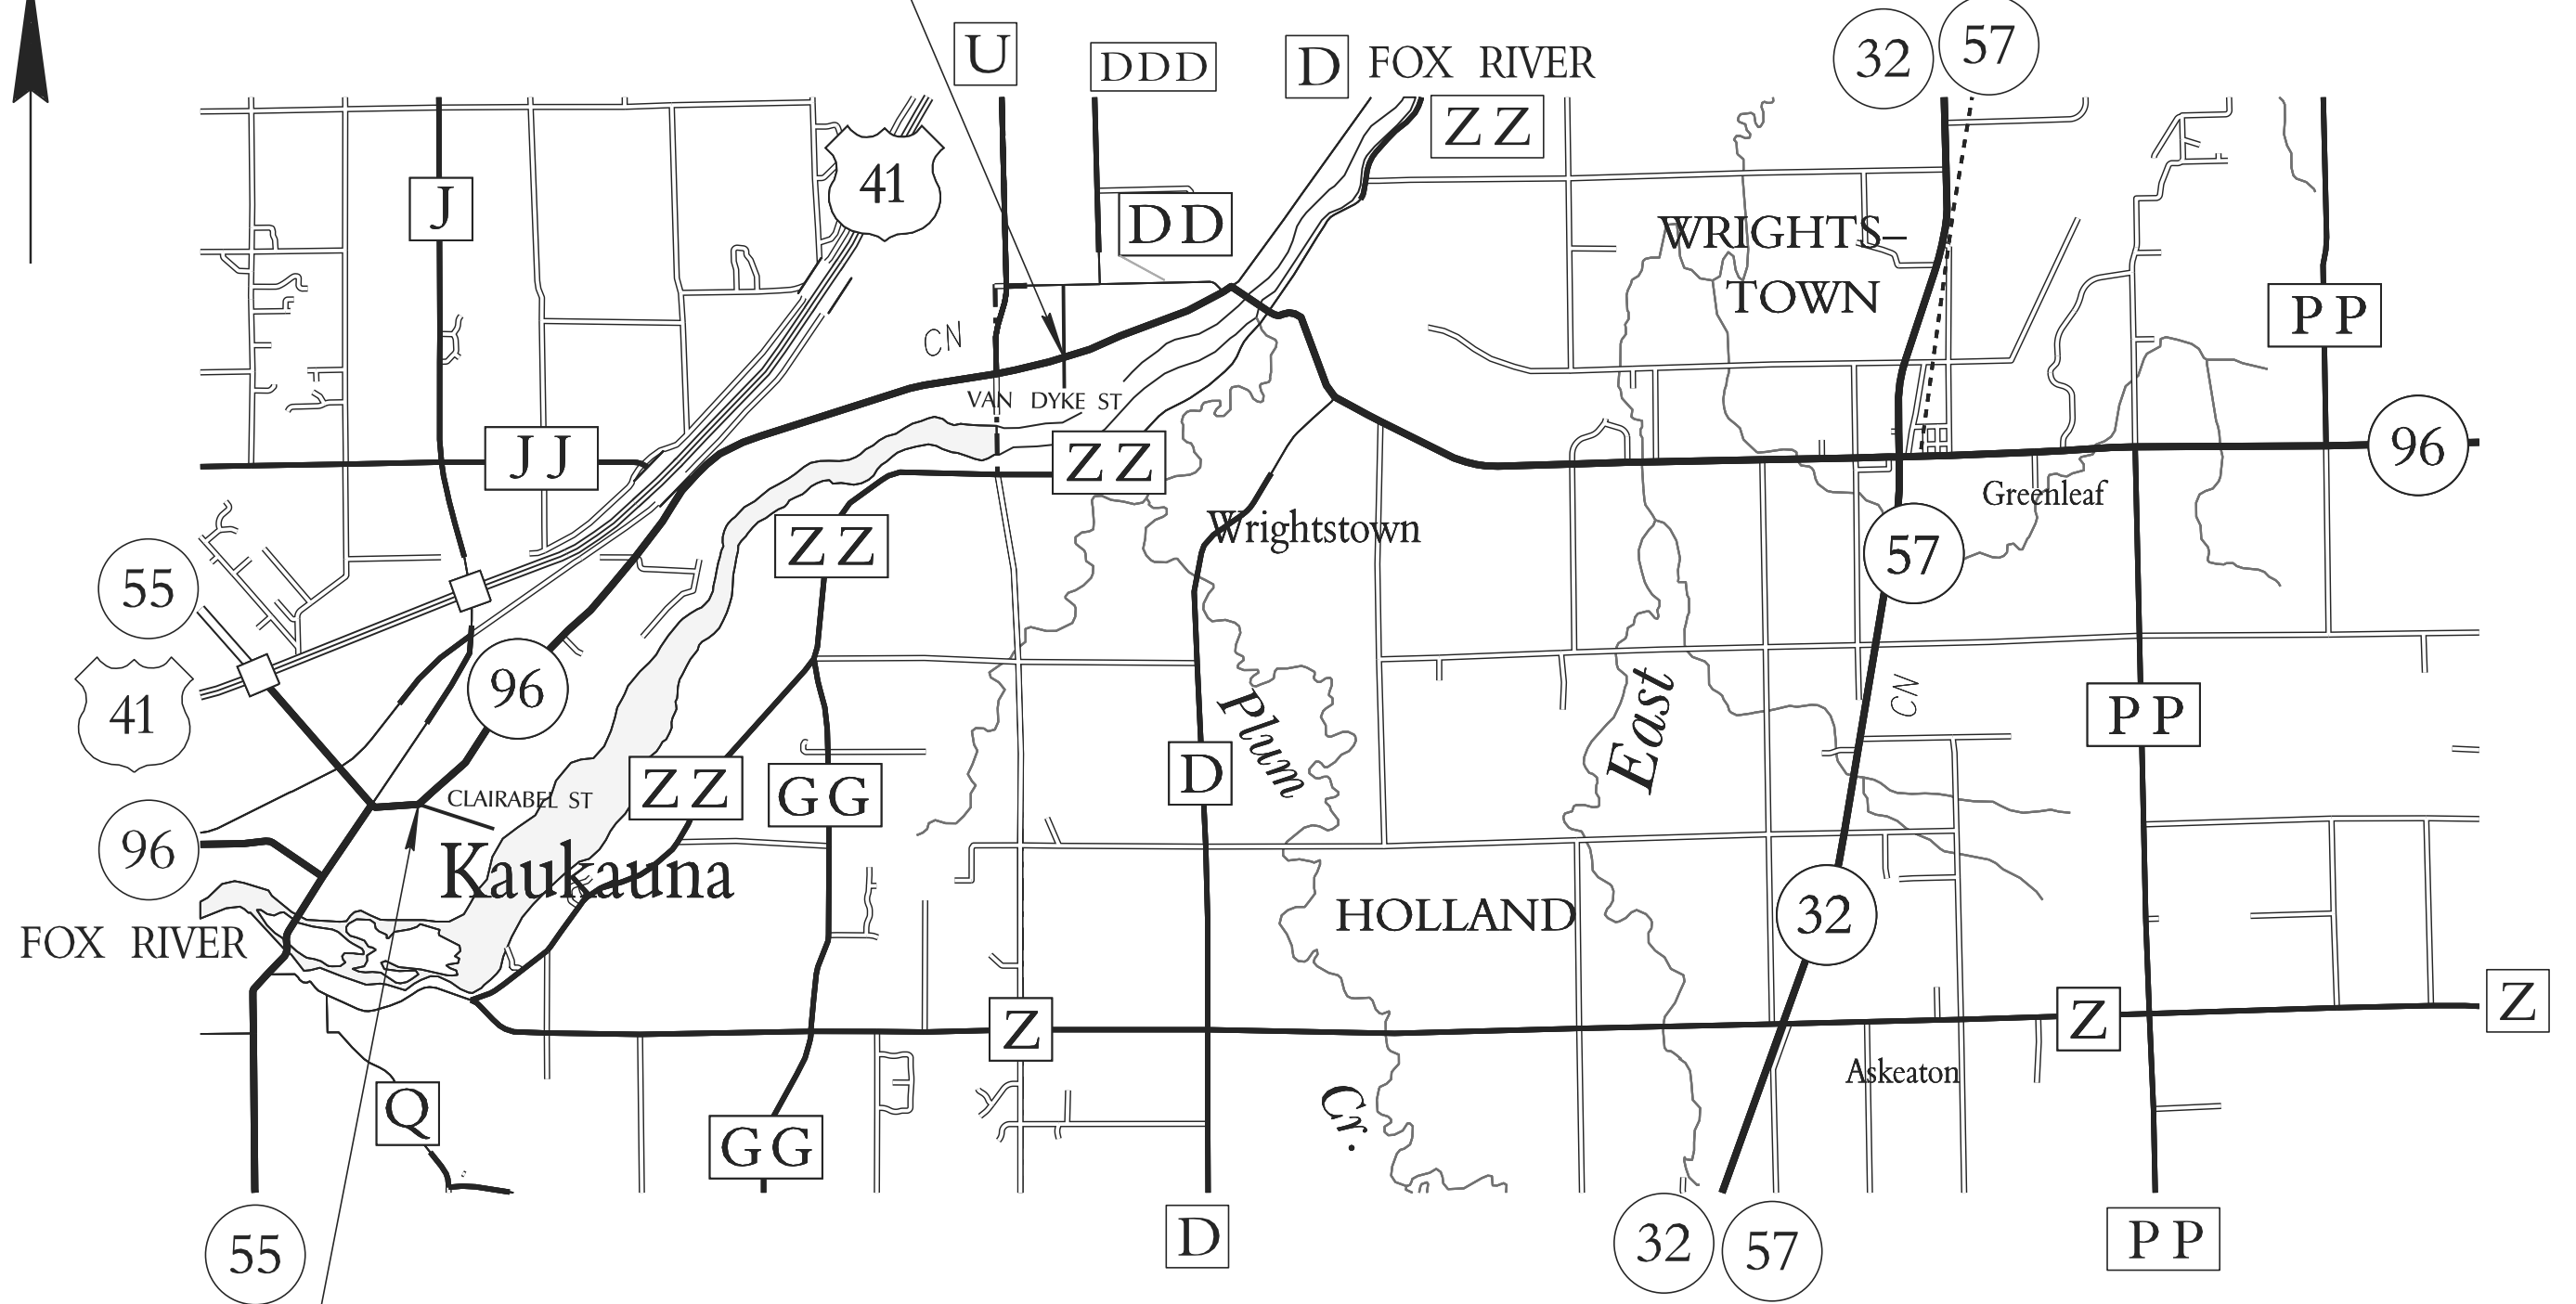 U
DDD
D
FOX RIVER
32
57
ZZ
41
J
DD
WRIGHTS-
TOWN
PP
CN
VAN DYKE ST
JJ
ZZ
96
Greenleaf
ZZ
Wrightstown
57
55
41
96
Plum
East
CN
PP
ZZ
GG
D
CLAIRABEL ST
96
Kaukauna
HOLLAND
32
FOX RIVER
Z
Z
Z
Askeaton
Q
GG
Cr.
55
D
32
57
PP